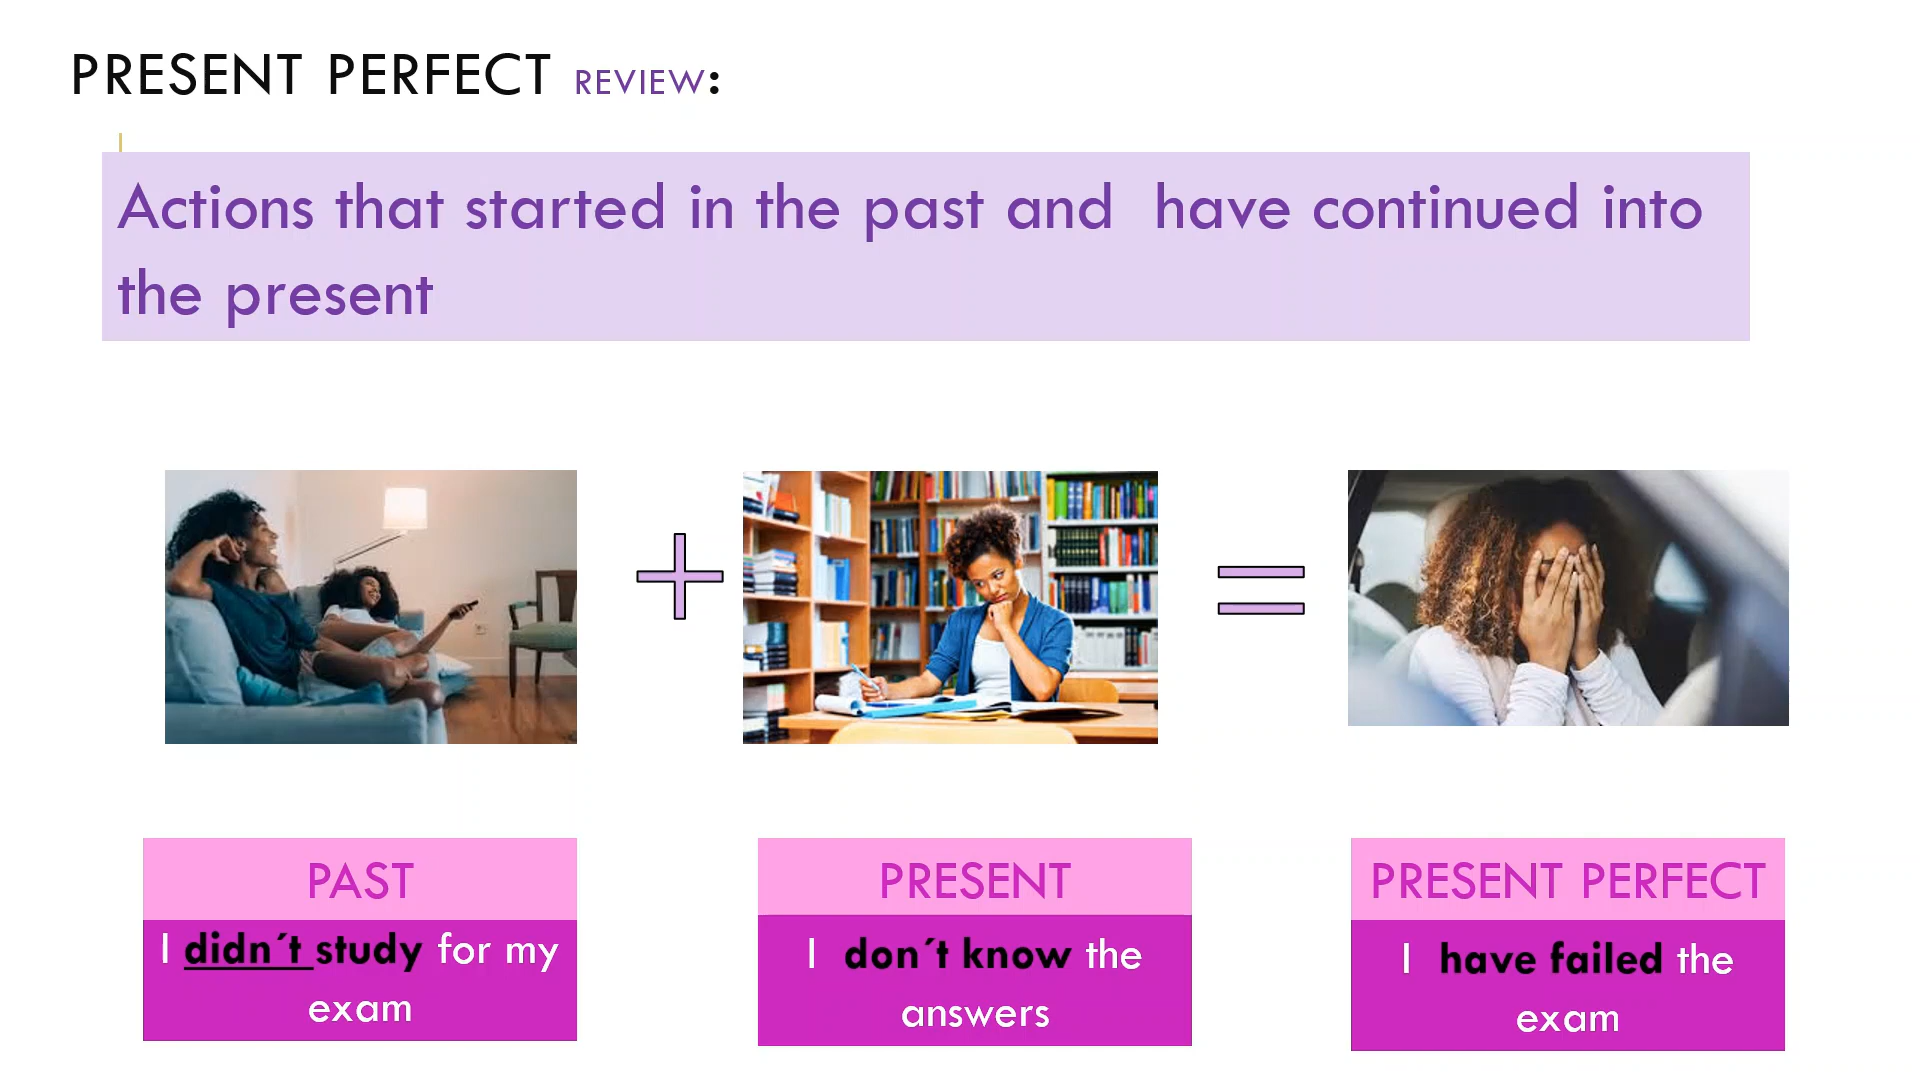 PRESENT PERFECT REVIEW:
Actions that started in the past and  have continued into
the present
PAST
I didn´t study for my
exam
PRESENT
I  don´t know the
answers
PRESENT PERFECT
I  have failed the
exam